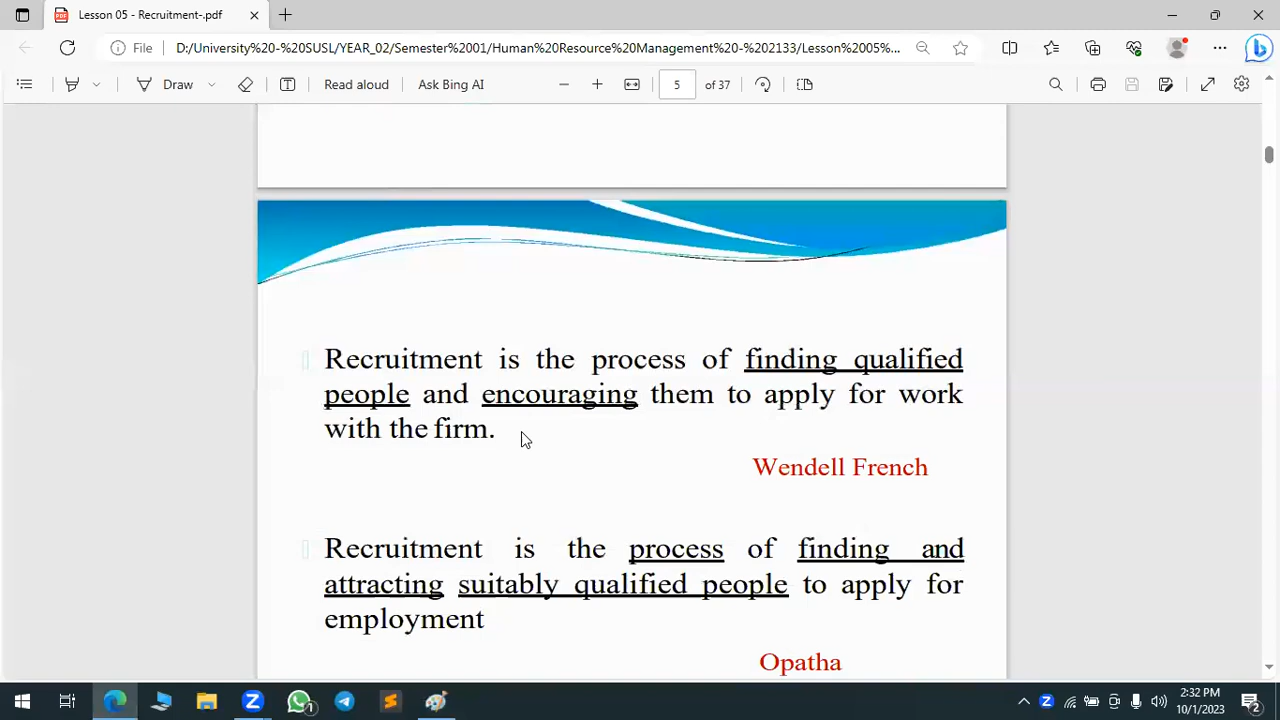 Lesson 05 - Recruitment-.pdf
File
D:/University%20-%20SUSL/YEAR_02/Semester%2001/Human%20Resource%20Management%20-%202133/Lesson%2005%...
Draw
Read aloud
Ask Bing AI
5
of 37
Recruitment is the process of finding qualified
people and encouraging them to apply for work
with the firm.
Wendell French
Recruitment is the process of finding and
attracting suitably qualified people to apply for
employment
Opatha
2:32 PM
10/1/2023